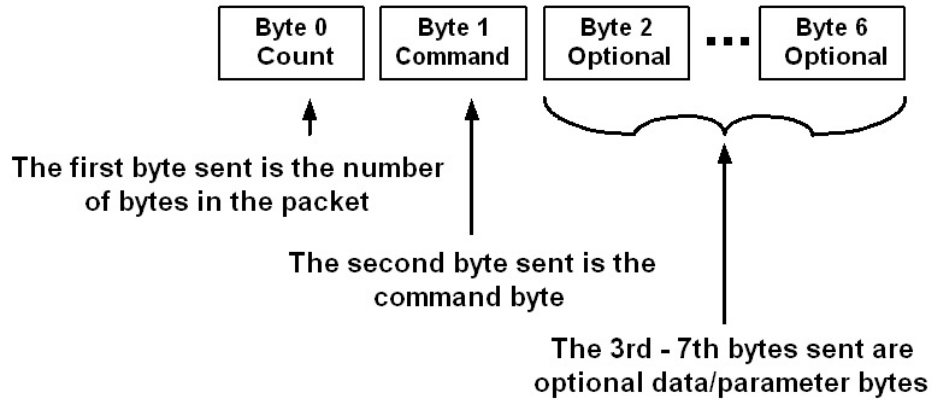 Byte 0
Count
Byte 1
Command
Byte 2
Optional
...
Byte 6
Optional
The first byte sent is the number
of bytes in the packet
The second byte sent is the
command byte
The 3rd - 7th bytes sent are
optional data/parameter bytes